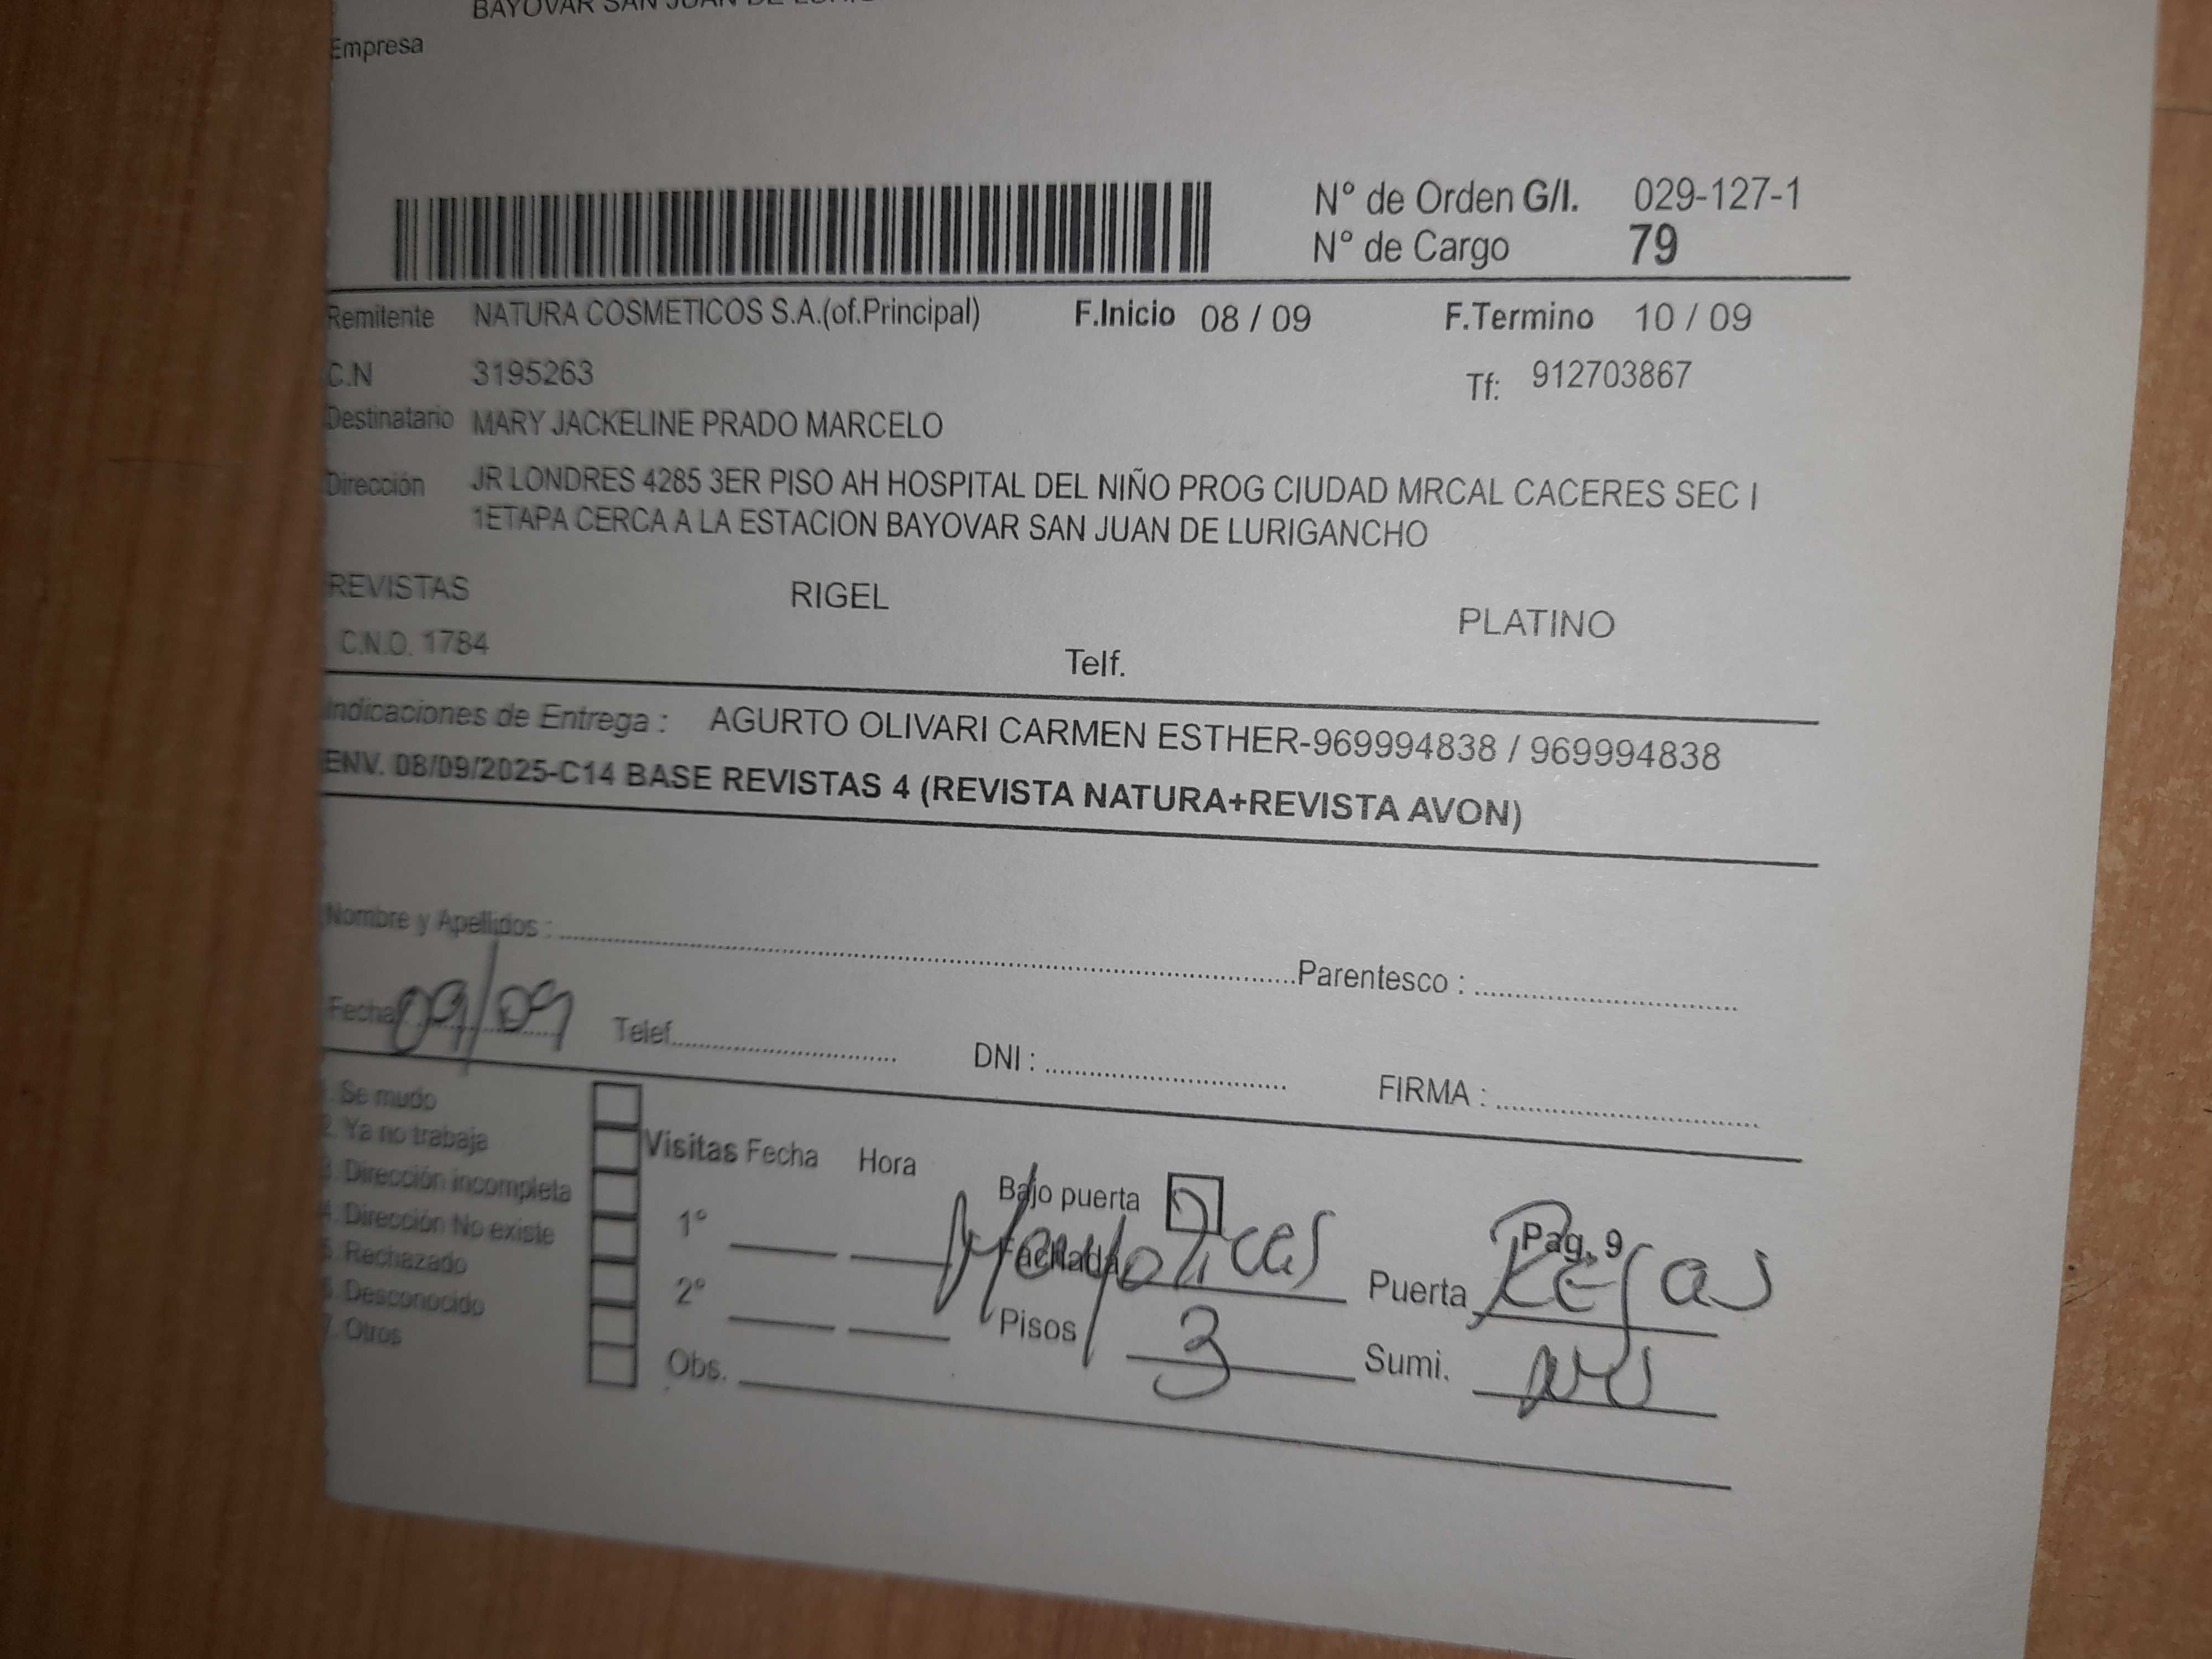 BAYOVAR SAN JUAN DE
Empresa
N° de Orden G/I. 029-127-1
N° de Cargo 79
Remitente NATURA COSMETICOS S.A.(of.Principal) F.Inicio 08 / 09 F.Termino 10 / 09
C.N 3195263 Tf: 912703867
Destinatario MARY JACKELINE PRADO MARCELO
Dirección JR LONDRES 4285 3ER PISO AH HOSPITAL DEL NIÑO PROG CIUDAD MRCAL CACERES SEC I
1ETAPA CERCA A LA ESTACION BAYOVAR SAN JUAN DE LURIGANCHO
REVISTAS RIGEL PLATINO
C.N.O. 1784 Telf.
Indicaciones de Entrega : AGURTO OLIVARI CARMEN ESTHER-969994838 / 969994838
ENV. 08/09/2025-C14 BASE REVISTAS 4 (REVISTA NATURA+REVISTA AVON)
Nombre y Apellidos : Parentesco :
Fecha 09/09 Telef. DNI : FIRMA :
1. Se mudo
2. Ya no trabaja
3. Dirección incompleta
4. Dirección No existe
5. Rechazado
6. Desconocido
7. Otros
Visitas Fecha Hora
1°
2°
Obs.
Bajo puerta Pag. 9
Fachada Mayolicas Puerta Rejas
Pisos 3 Sumi.